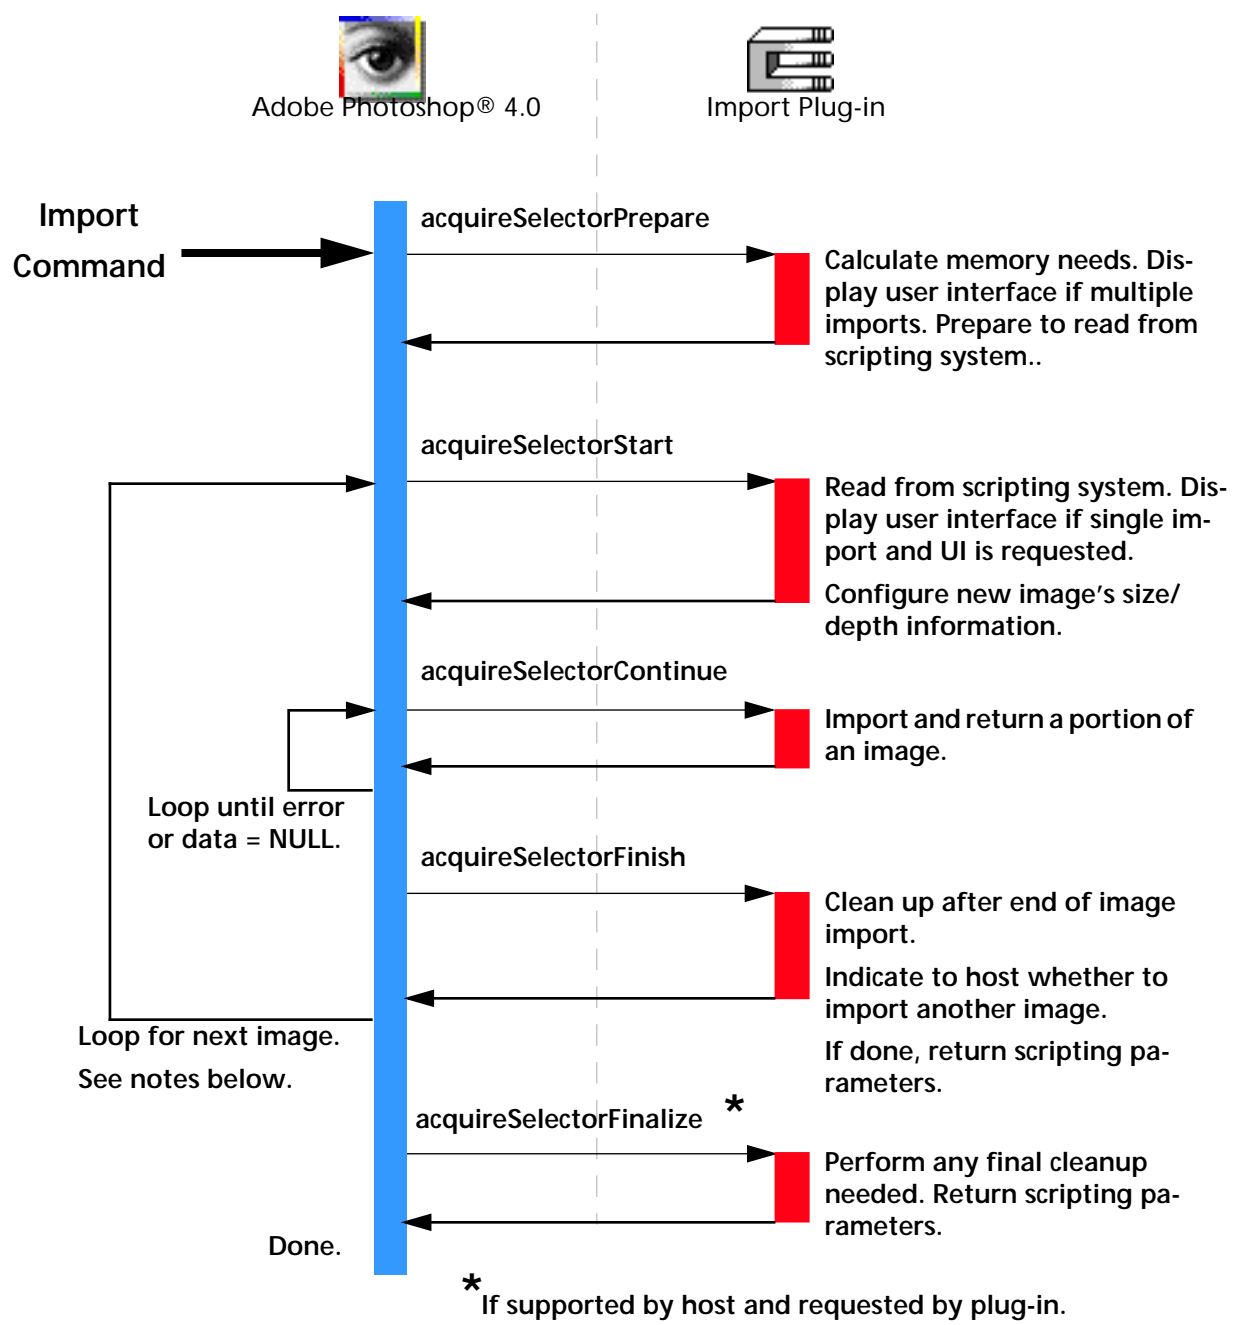 Adobe Photoshop® 4.0
Import Plug-in
Import
Command
acquireSelectorPrepare
Calculate memory needs. Dis-
play user interface if multiple
imports. Prepare to read from
scripting system..
acquireSelectorStart
Read from scripting system. Dis-
play user interface if single im-
port and UI is requested.
Configure new image's size/
depth information.
acquireSelectorContinue
Import and return a portion of
an image.
Loop until error
or data = NULL.
acquireSelectorFinish
Clean up after end of image
import.
Indicate to host whether to
import another image.
If done, return scripting pa-
rameters.
Loop for next image.
See notes below.
acquireSelectorFinalize *
Perform any final cleanup
needed. Return scripting pa-
rameters.
Done.
*If supported by host and requested by plug-in.